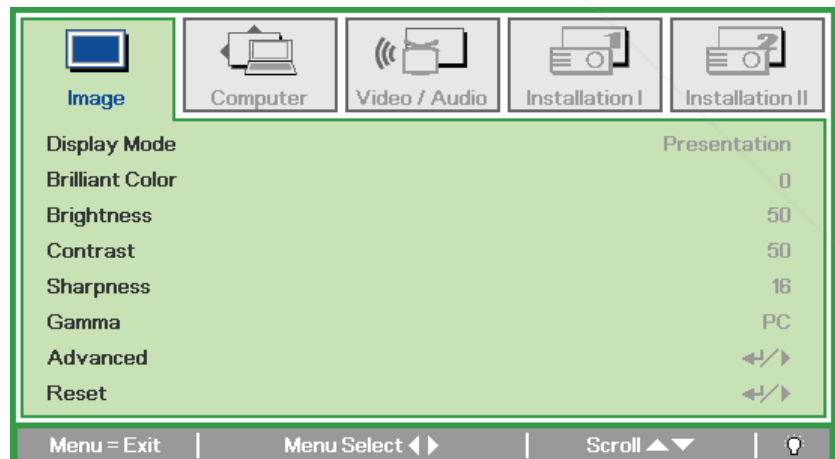 Image Computer Video / Audio Installation I Installation II
Display Mode Presentation
Brilliant Color 0
Brightness 50
Contrast 50
Sharpness 16
Gamma PC
Advanced ↵/▶
Reset ↵/▶
Menu = Exit | Menu Select ◀▶ | Scroll ▲▼ |